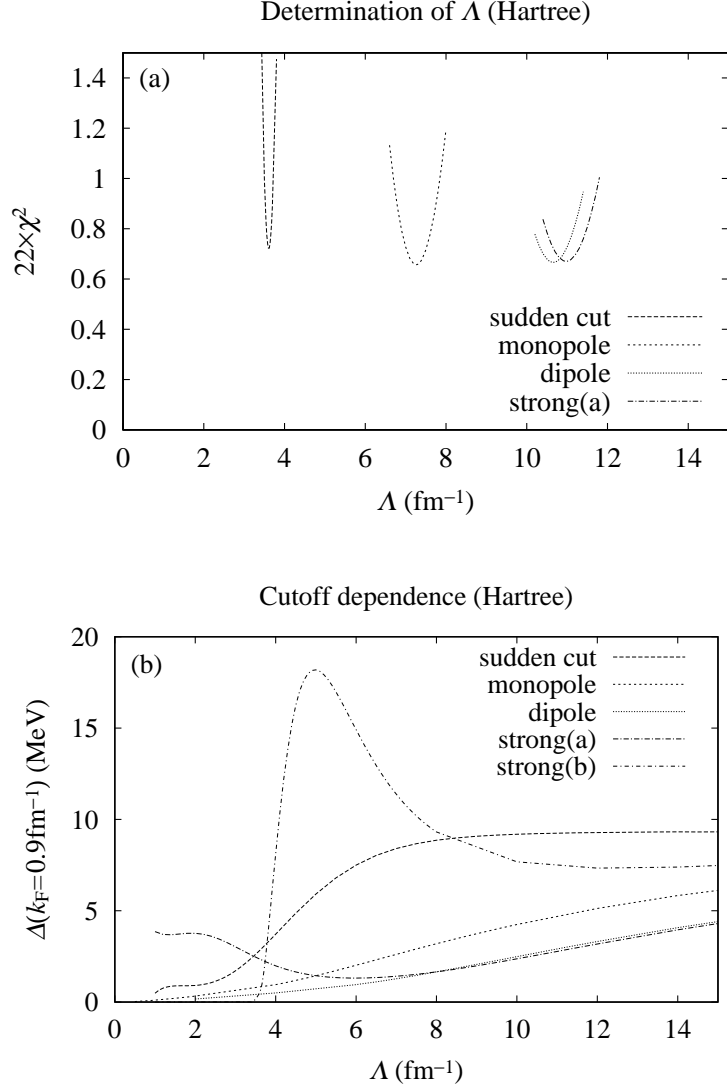 Determination of Λ (Hartree)
(a)
1.4
1.2
1
0.8
0.6
0.4
0.2
0
22×χ²
sudden cut
monopole
dipole
strong(a)
0 2 4 6 8 10 12 14
Λ (fm⁻¹)
Cutoff dependence (Hartree)
(b)
20
15
10
5
0
Δ(k_F=0.9fm⁻¹) (MeV)
sudden cut
monopole
dipole
strong(a)
strong(b)
0 2 4 6 8 10 12 14
Λ (fm⁻¹)